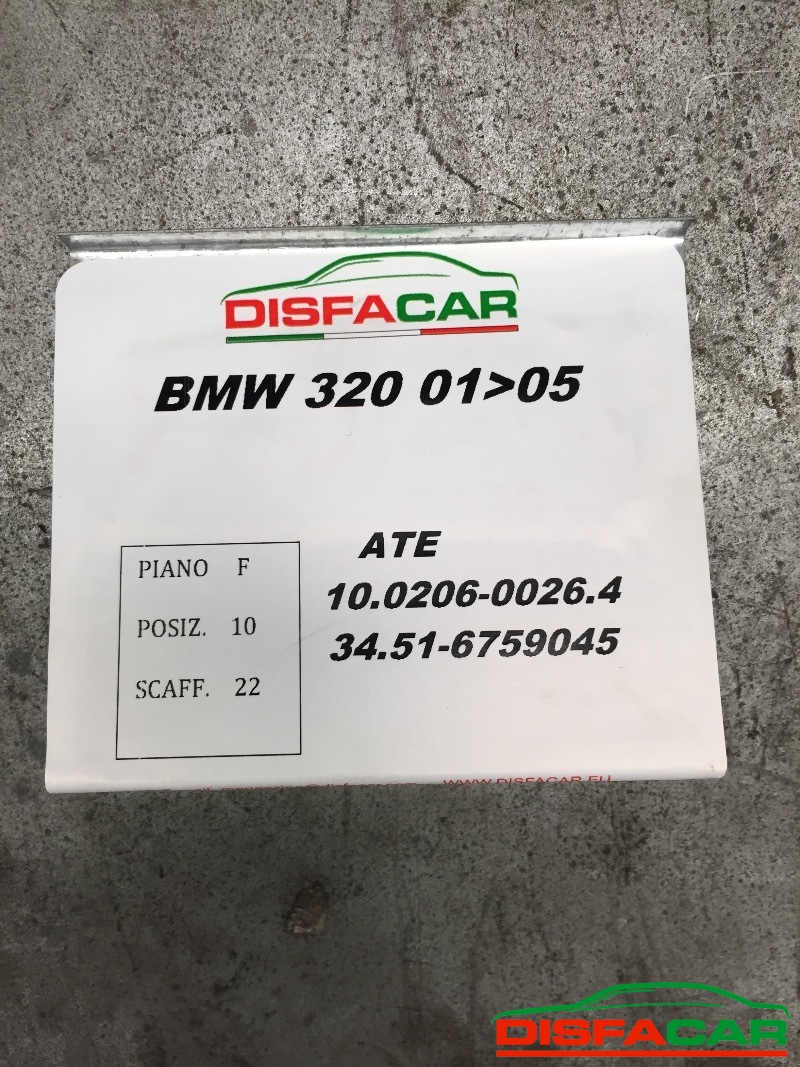 DISFACAR
BMW 320 01>05
ATE
10.0206-0026.4
34.51-6759045
PIANO F
POSIZ. 10
SCAFF. 22
WWW.DISFACAR.EU
DISFACAR